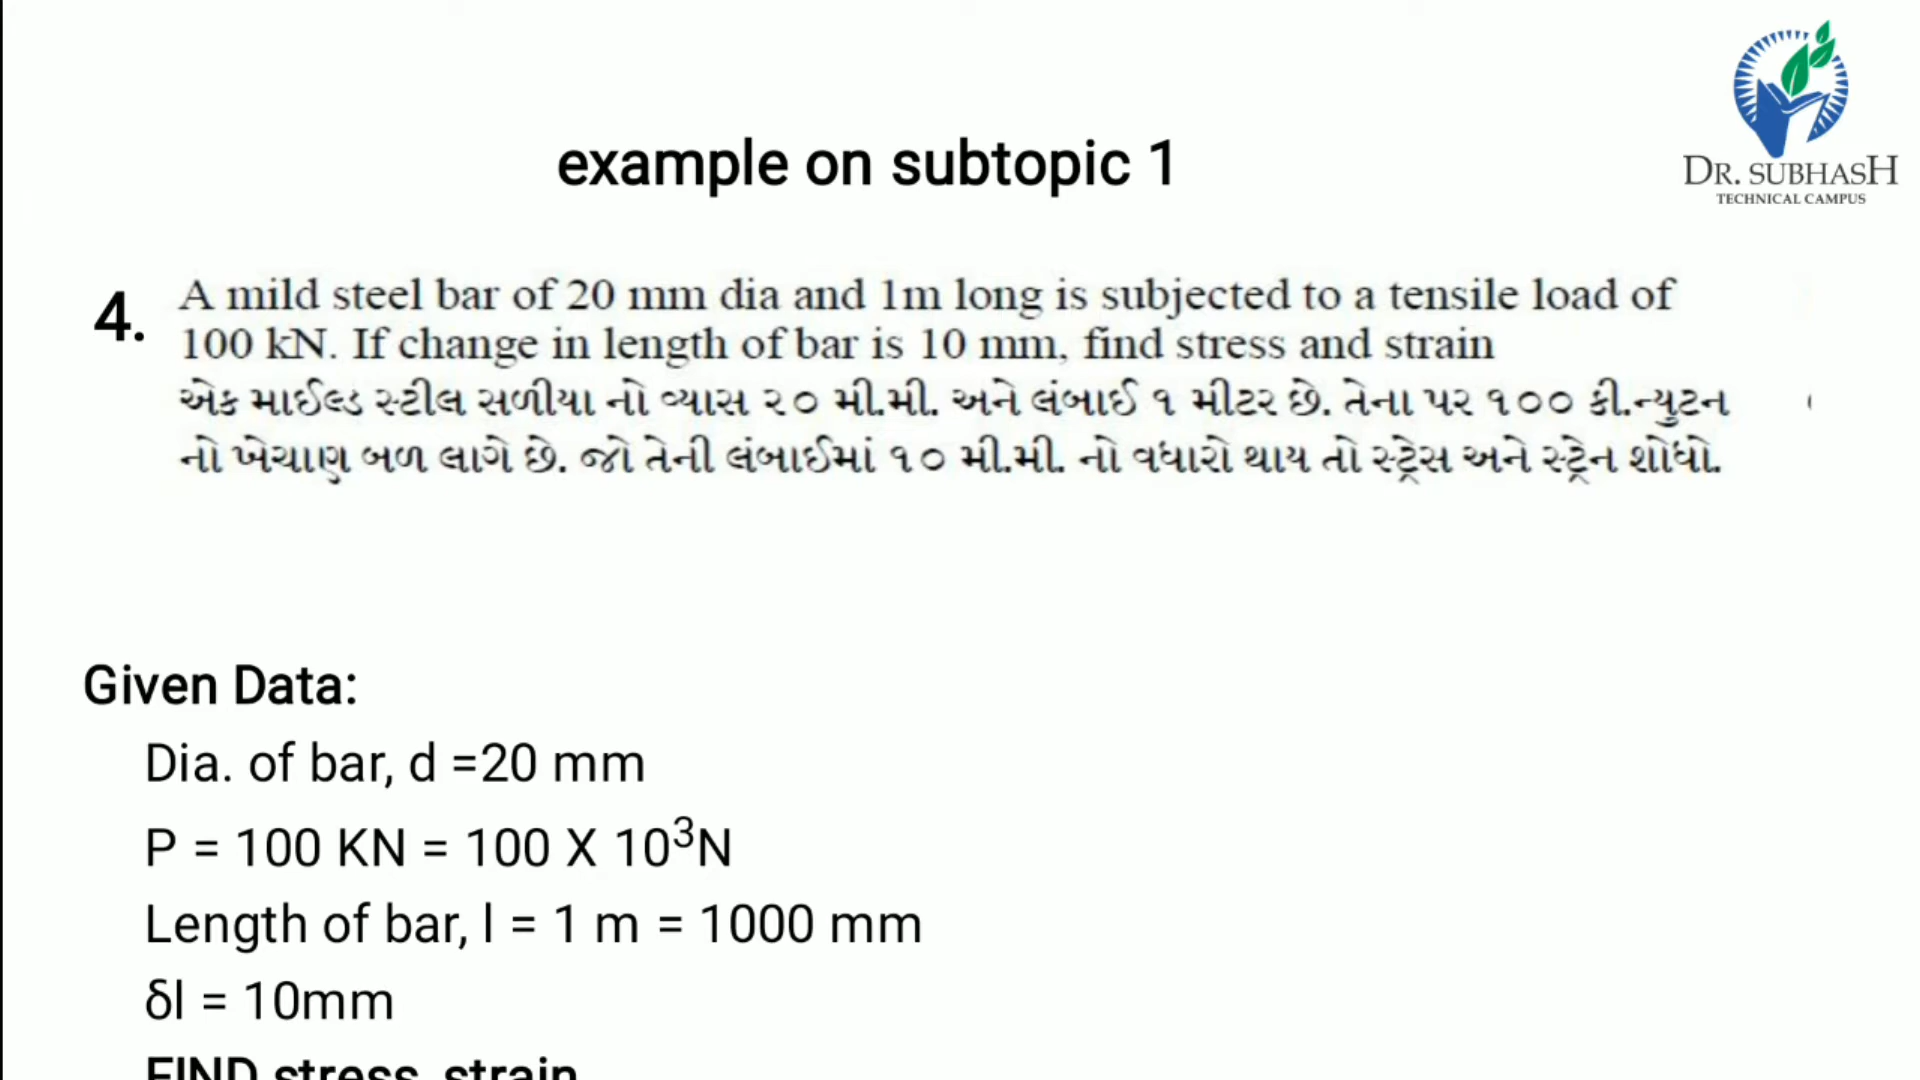 DR. SUBHASH
TECHNICAL CAMPUS
example on subtopic 1
4. A mild steel bar of 20 mm dia and 1m long is subjected to a tensile load of
100 kN. If change in length of bar is 10 mm, find stress and strain
એક માઈલ્ડ સ્ટીલ સળીયા નો વ્યાસ ૨૦ મી.મી. અને લંબાઈ ૧ મીટર છે. તેના પર ૧૦૦ કી.ન્યુટન
નો ખેચાણ બળ લાગે છે. જો તેની લંબાઈમાં ૧૦ મી.મી. નો વધારો થાય તો સ્ટ્રેસ અને સ્ટ્રેન શોધો.
Given Data:
Dia. of bar, d =20 mm
P = 100 KN = 100 X 10³N
Length of bar, l = 1 m = 1000 mm
δl = 10mm
FIND stress, strain